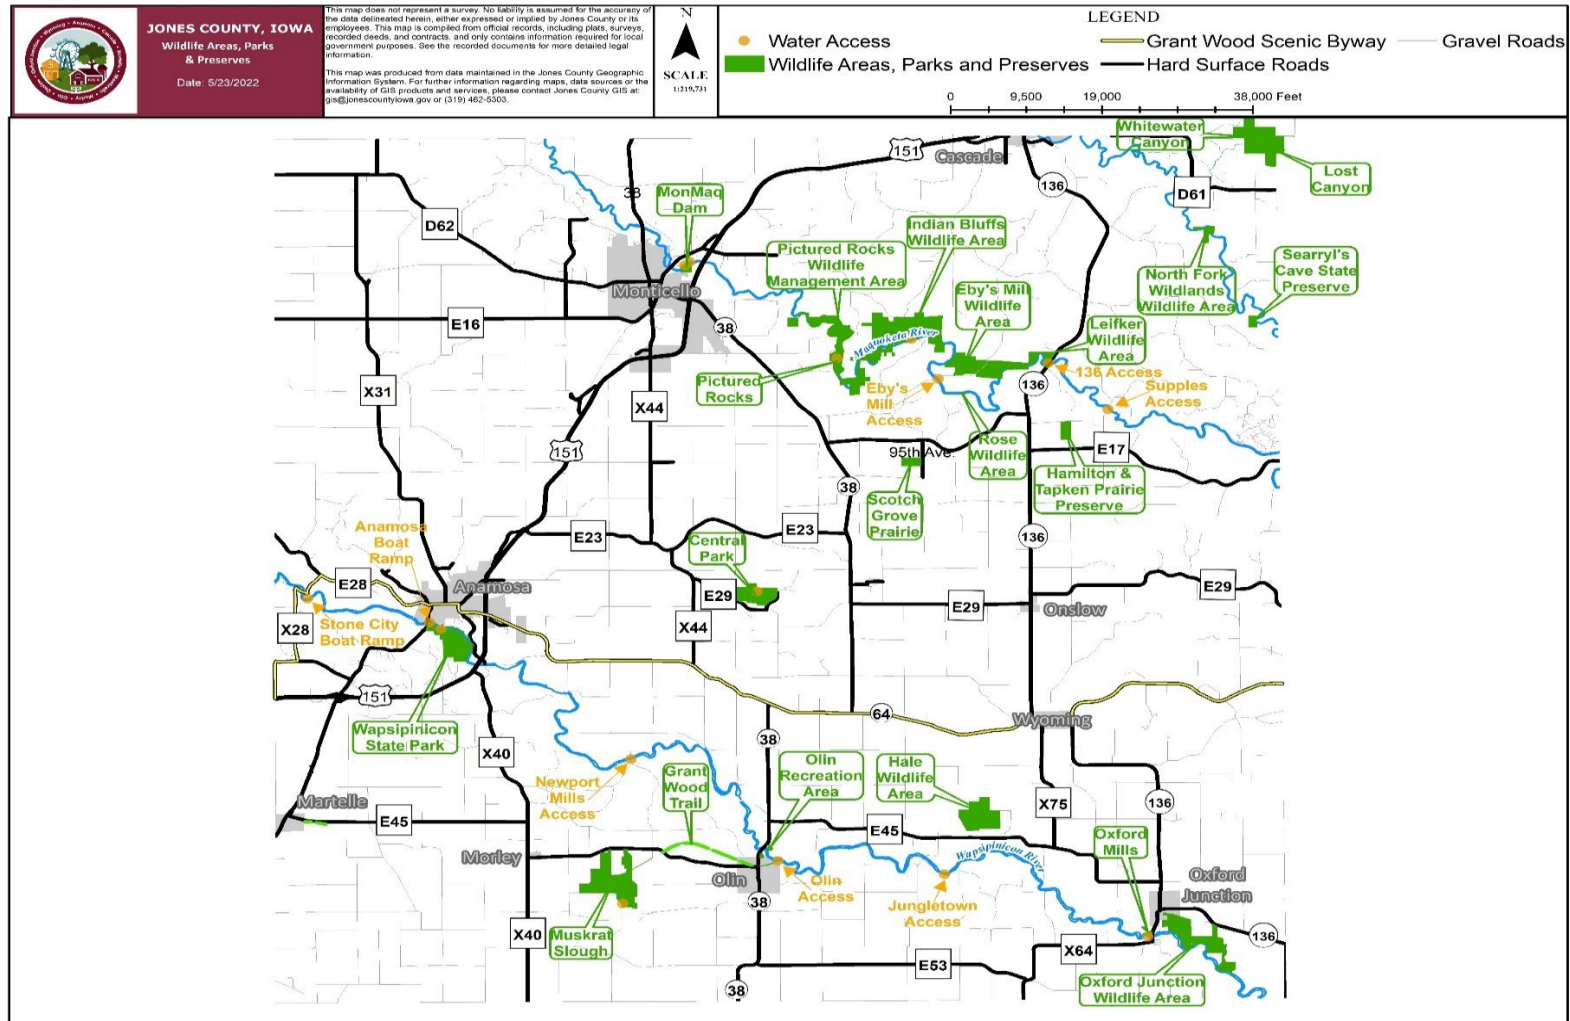 JONES COUNTY, IOWA
Wildlife Areas, Parks
& Preserves
Date: 5/23/2022
This map does not represent a survey. No liability is assumed for the accuracy of
the data delineated herein, either expressed or implied by Jones County or its
employees. This map is compiled from official records, including plats, surveys,
recorded deeds, and contracts, and only contains information required for local
government purposes. See the recorded documents for more detailed legal
information.
This map was produced from data maintained in the Jones County Geographic
Information System. For further information regarding maps, data sources or the
availability of GIS products and services, please contact Jones County GIS at:
gis@jonescountyiowa.gov or (319) 462-5303.
N
SCALE
1:219,731
LEGEND
Water Access
Wildlife Areas, Parks and Preserves
Grant Wood Scenic Byway
Hard Surface Roads
Gravel Roads
0 9,500 19,000 38,000 Feet
Whitewater
Canyon
Lost
Canyon
151
Cascade
136
D61
38
MonMaq
Dam
D62
Indian Bluffs
Wildlife Area
Pictured Rocks
Wildlife
Management Area
North Fork
Wildlands
Wildlife Area
Searryl's
Cave State
Preserve
Eby's Mill
Wildlife
Area
Monticello
E16
38
Leifker
Wildlife
Area
Maquoketa River
136 Access
Supples
Access
Pictured
Rocks
Eby's
Mill
Access
136
X31
X44
151
95th Ave.
Rose
Wildlife
Area
E17
Hamilton &
Tapken Prairie
Preserve
38
Scotch
Grove
Prairie
Anamosa
Boat
Ramp
E23
Central
Park
E23
136
E28
Anamosa
E29
E29
E29
Onslow
X28
Stone City
Boat Ramp
X44
151
Wapsipinicon
State Park
64
Wyoming
X40
38
Newport
Mills
Access
Grant
Wood
Trail
Olin
Recreation
Area
Hale
Wildlife
Area
Martelle
E45
X75
136
E45
Oxford
Mills
Morley
Olin
Olin
Access
Wapsipinicon River
Oxford
Junction
Jungletown
Access
38
Muskrat
Slough
X40
E53
X64
136
38
Oxford Junction
Wildlife Area